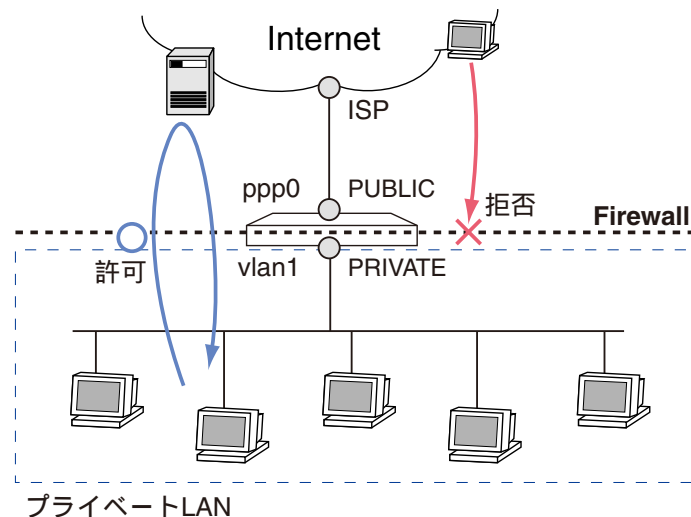 Internet
ISP
ppp0 PUBLIC
拒否
Firewall
許可
vlan1 PRIVATE
プライベートLAN